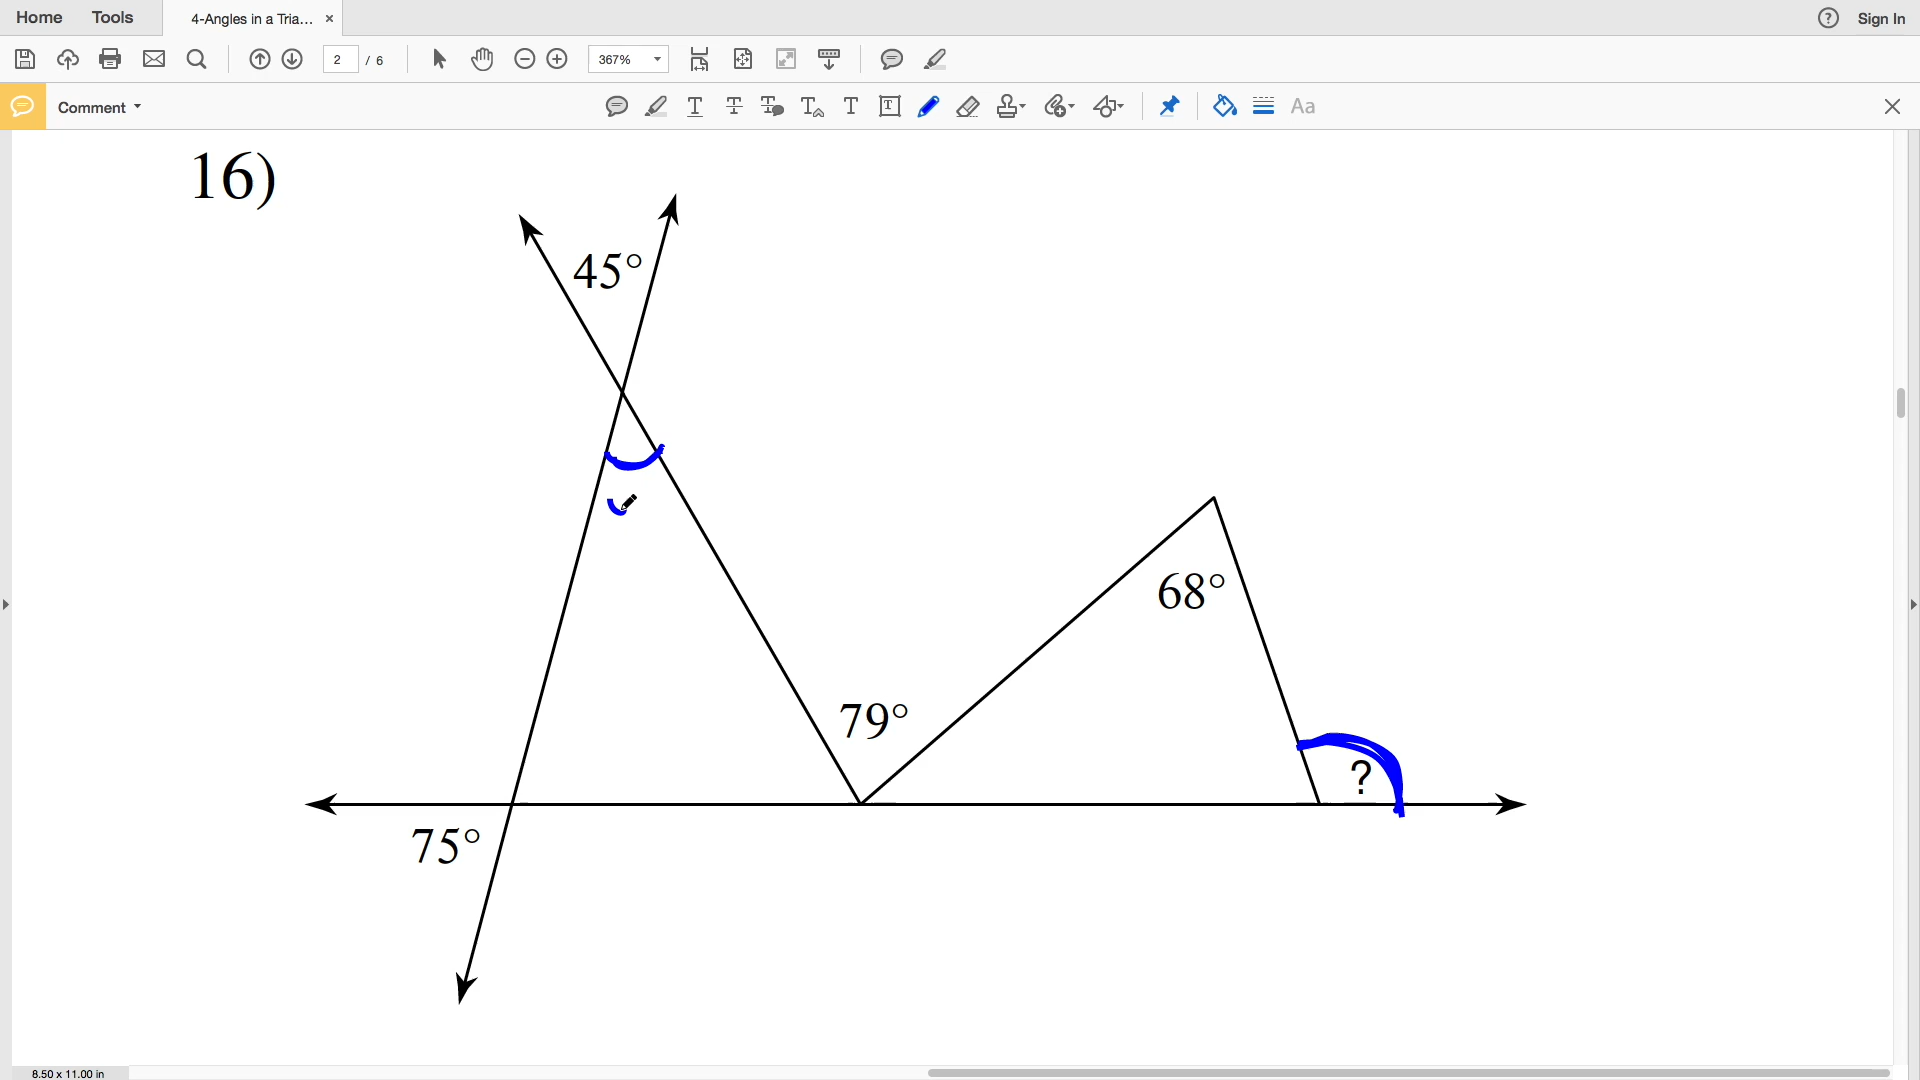 Home Tools 4-Angles in a Tria... × ? Sign In
2 / 6 367%
Comment T T T T T T Aa
16)
45°
68°
79°
?
75°
8.50 x 11.00 in